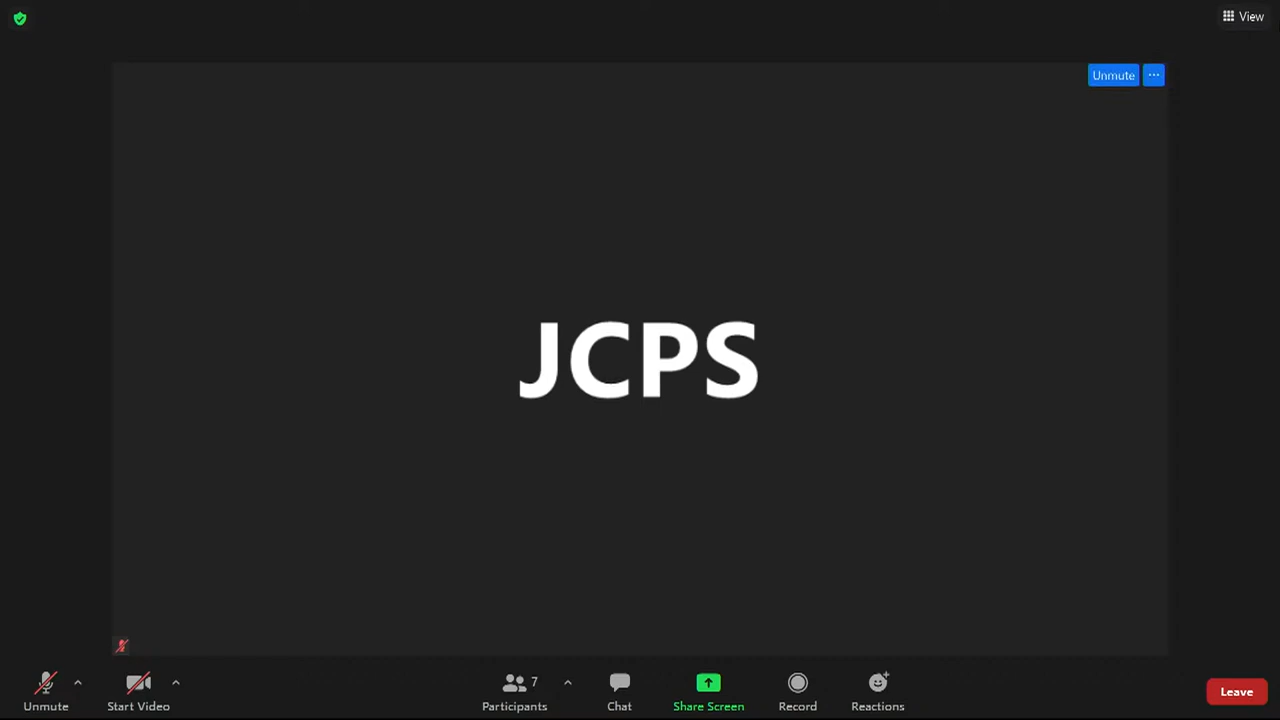 View
Unmute
JCPS
Unmute
Start Video
7
Participants
Chat
Share Screen
Record
Reactions
Leave